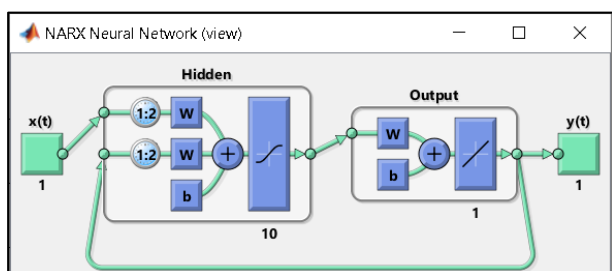 NARX Neural Network (view)
Hidden
Output
x(t)
y(t)
1:2
W
1:2
W
b
+
W
b
+
1
10
1
1